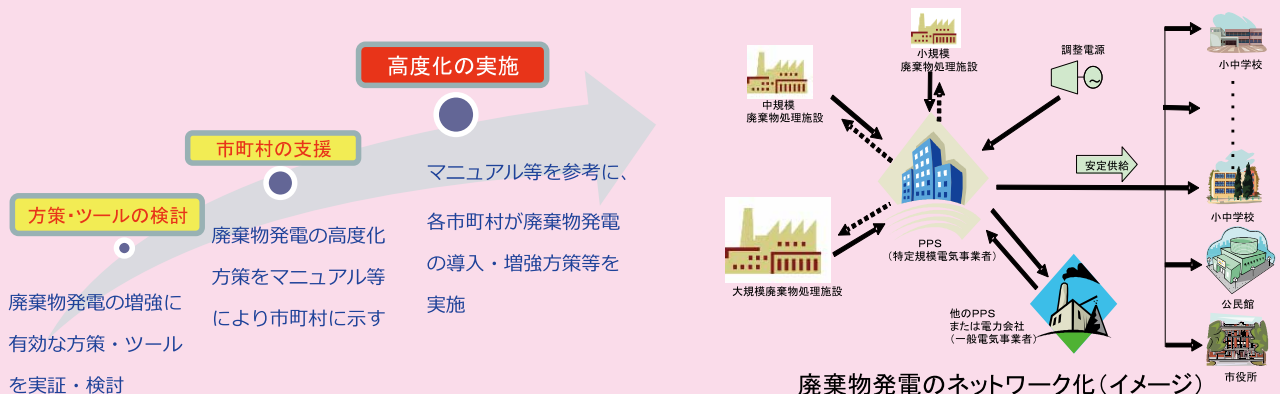 高度化の実施
市町村の支援
方策・ツールの検討
マニュアル等を参考に、
各市町村が廃棄物発電
の導入・増強方策等を
実施
廃棄物発電の高度化
方策をマニュアル等
により市町村に示す
廃棄物発電の増強に
有効な方策・ツール
を実証・検討
小規模
廃棄物処理施設
中規模
廃棄物処理施設
大規模廃棄物処理施設
調整電源
PPS
(特定規模電気事業者)
安定供給
他のPPS
または電力会社
(一般電気事業者)
小中学校
小中学校
公民館
市役所
廃棄物発電のネットワーク化(イメージ)